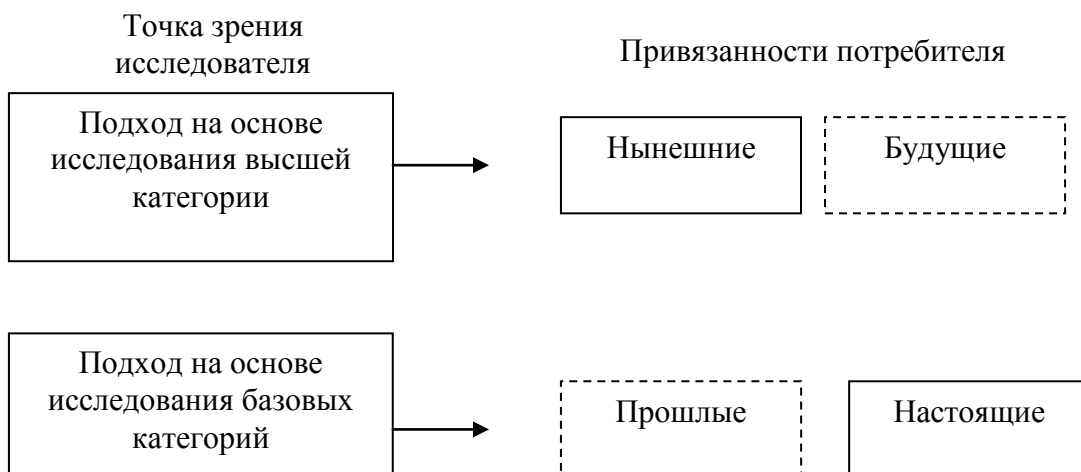 Точка зрения
исследователя
Привязанности потребителя
Подход на основе
исследования высшей
категории
Нынешние
Будущие
Подход на основе
исследования базовых
категорий
Прошлые
Настоящие